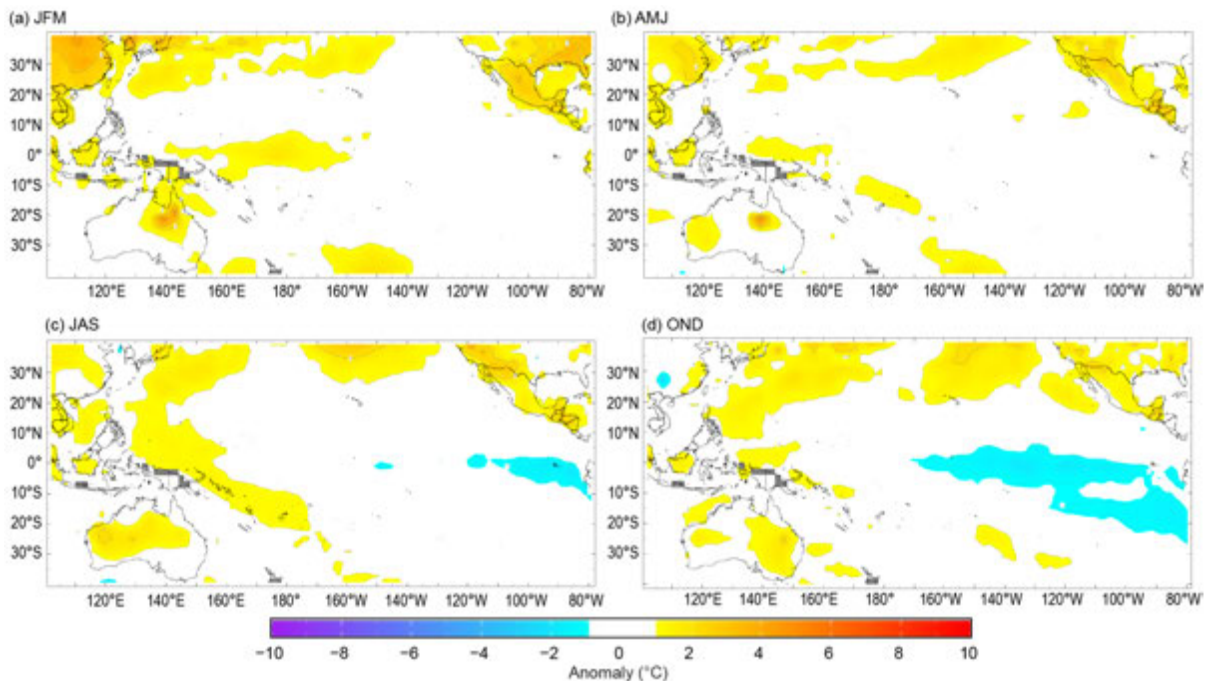 (a) JFM
(b) AMJ
30°N
20°N
10°N
0°
10°S
20°S
30°S
120°E 140°E 160°E 180° 160°W 140°W 120°W 100°W 80°W
30°N
20°N
10°N
0°
10°S
20°S
30°S
120°E 140°E 160°E 180° 160°W 140°W 120°W 100°W 80°W
(c) JAS
(d) OND
30°N
20°N
10°N
0°
10°S
20°S
30°S
120°E 140°E 160°E 180° 160°W 140°W 120°W 100°W 80°W
30°N
20°N
10°N
0°
10°S
20°S
30°S
120°E 140°E 160°E 180° 160°W 140°W 120°W 100°W 80°W
−10 −8 −6 −4 −2 0 2 4 6 8 10
Anomaly (°C)